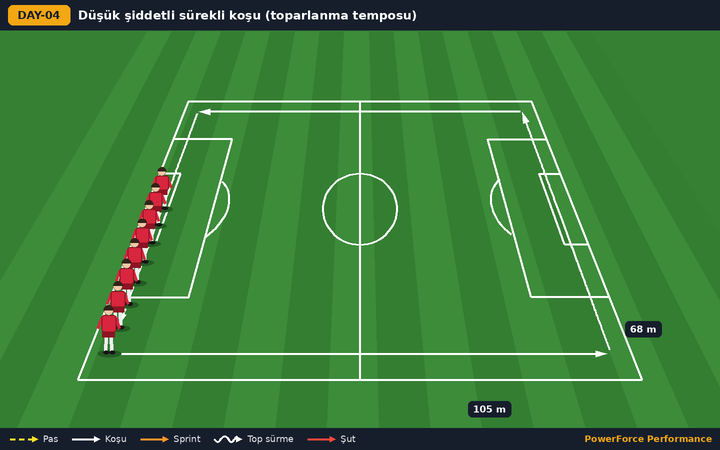 DAY-04 Düşük şiddetli sürekli koşu (toparlanma temposu)
68 m
105 m
Pas Koşu Sprint Top sürme Şut PowerForce Performance